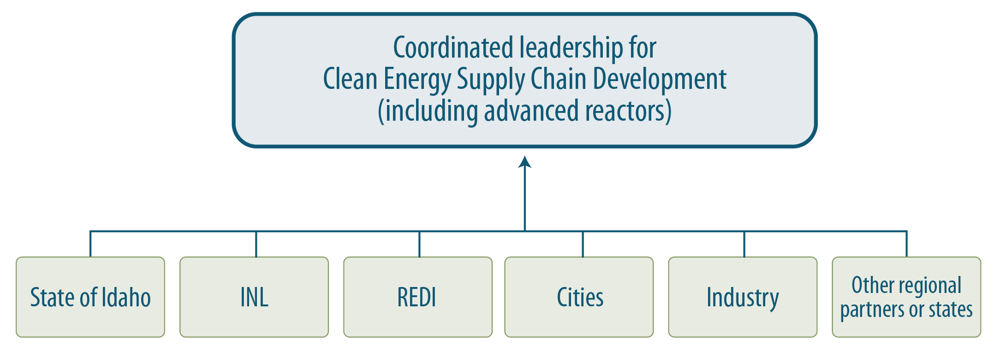 Coordinated leadership for
Clean Energy Supply Chain Development
(including advanced reactors)
State of Idaho
INL
REDI
Cities
Industry
Other regional
partners or states